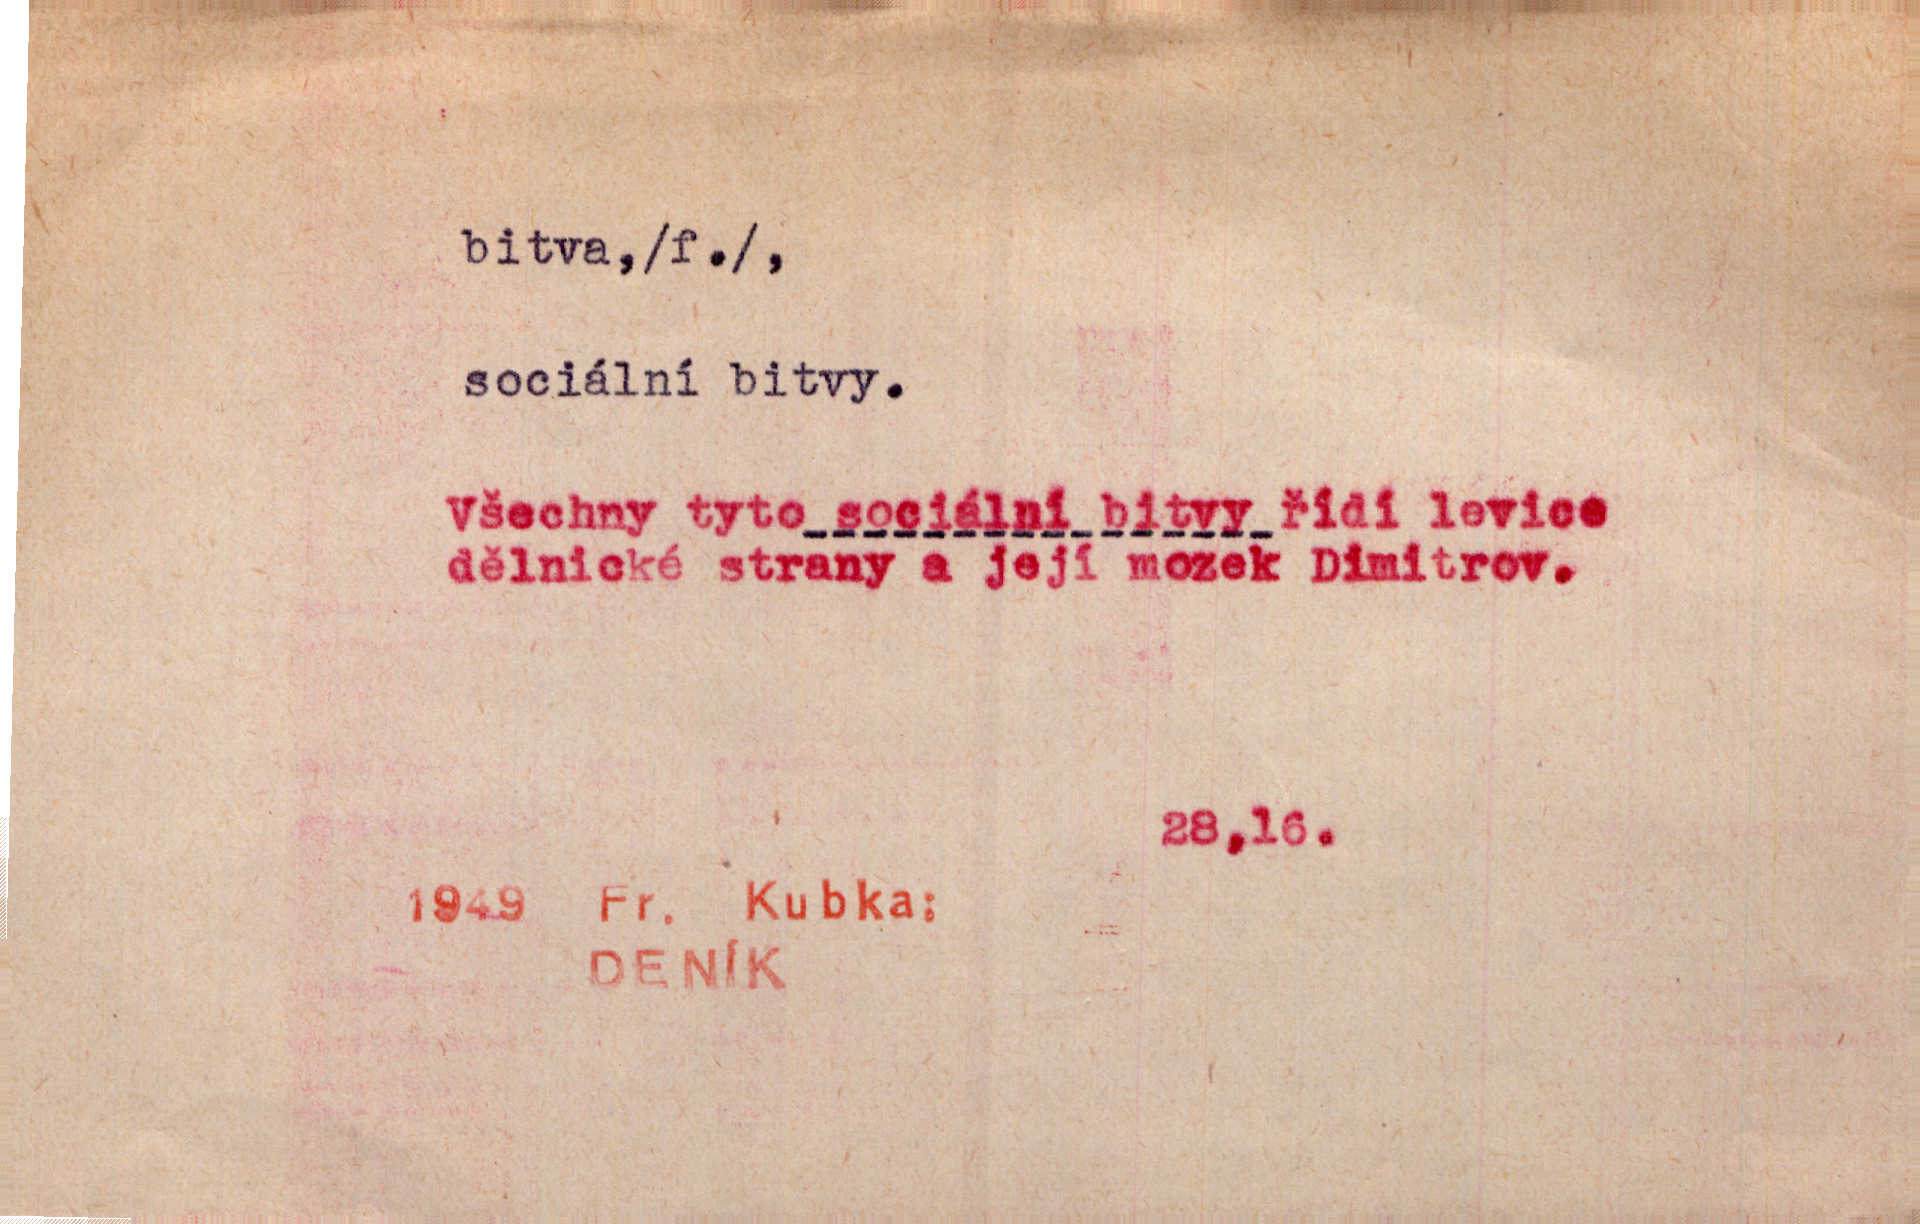 bitva,/f./,
sociální bitvy.
Všechny tyto sociální bitvy řídí levice
dělnické strany a její mozek Dimitrov.
28,16.
1949 Fr. Kubka:
DENÍK